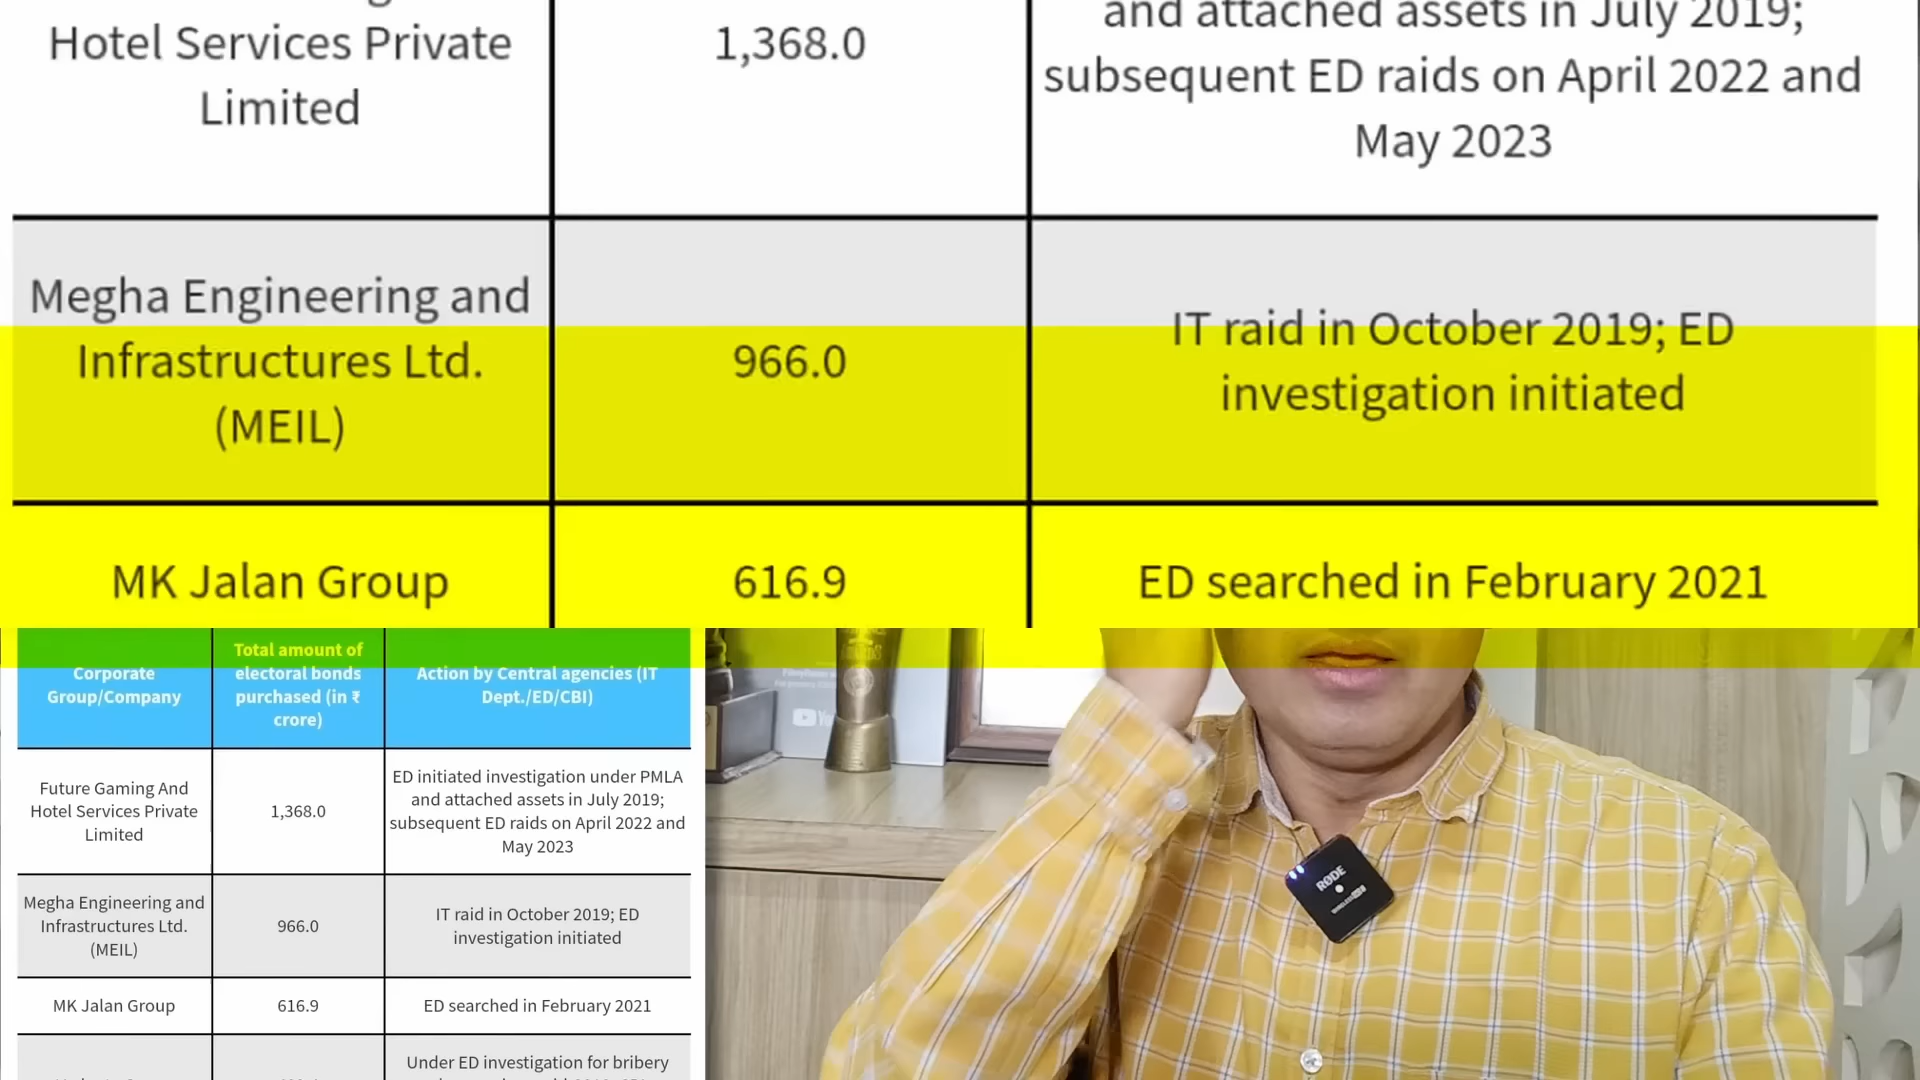 Hotel Services Private
Limited
1,368.0
and attached assets in July 2019;
subsequent ED raids on April 2022 and
May 2023
Megha Engineering and
Infrastructures Ltd.
(MEIL)
966.0
IT raid in October 2019; ED
investigation initiated
MK Jalan Group
616.9
ED searched in February 2021
Corporate
Group/Company
Total amount of
electoral bonds
purchased (in ₹
crore)
Action by Central agencies (IT
Dept./ED/CBI)
Future Gaming And
Hotel Services Private
Limited
1,368.0
ED initiated investigation under PMLA
and attached assets in July 2019;
subsequent ED raids on April 2022 and
May 2023
Megha Engineering and
Infrastructures Ltd.
(MEIL)
966.0
IT raid in October 2019; ED
investigation initiated
MK Jalan Group
616.9
ED searched in February 2021
Under ED investigation for bribery
RØDE